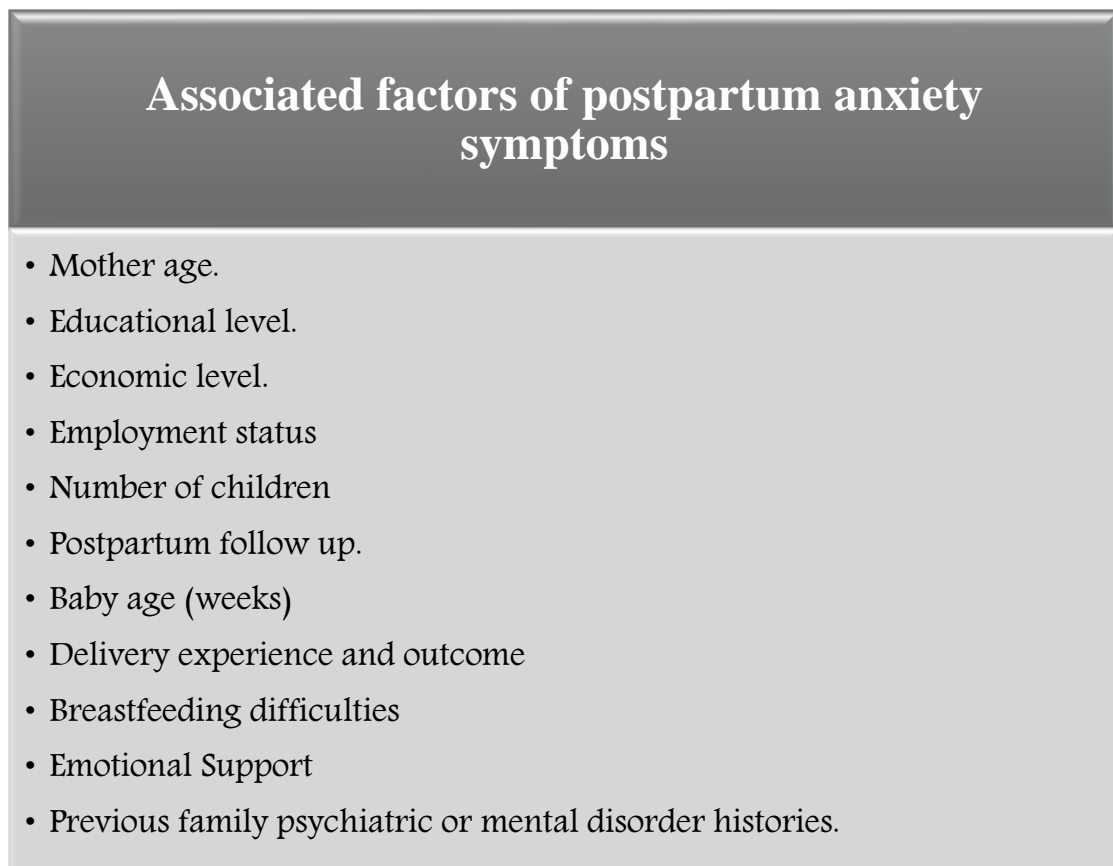 Associated factors of postpartum anxiety
symptoms
• Mother age.
• Educational level.
• Economic level.
• Employment status
• Number of children
• Postpartum follow up.
• Baby age (weeks)
• Delivery experience and outcome
• Breastfeeding difficulties
• Emotional Support
• Previous family psychiatric or mental disorder histories.